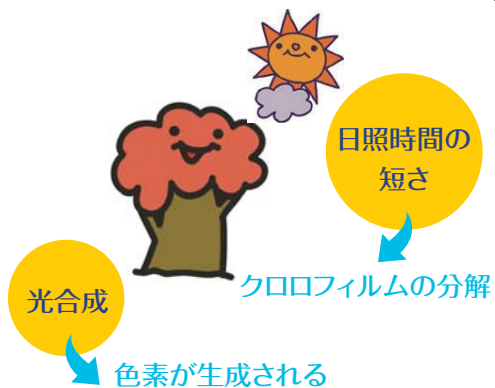 日照時間の
短さ
クロロフィルムの分解
光合成
色素が生成される